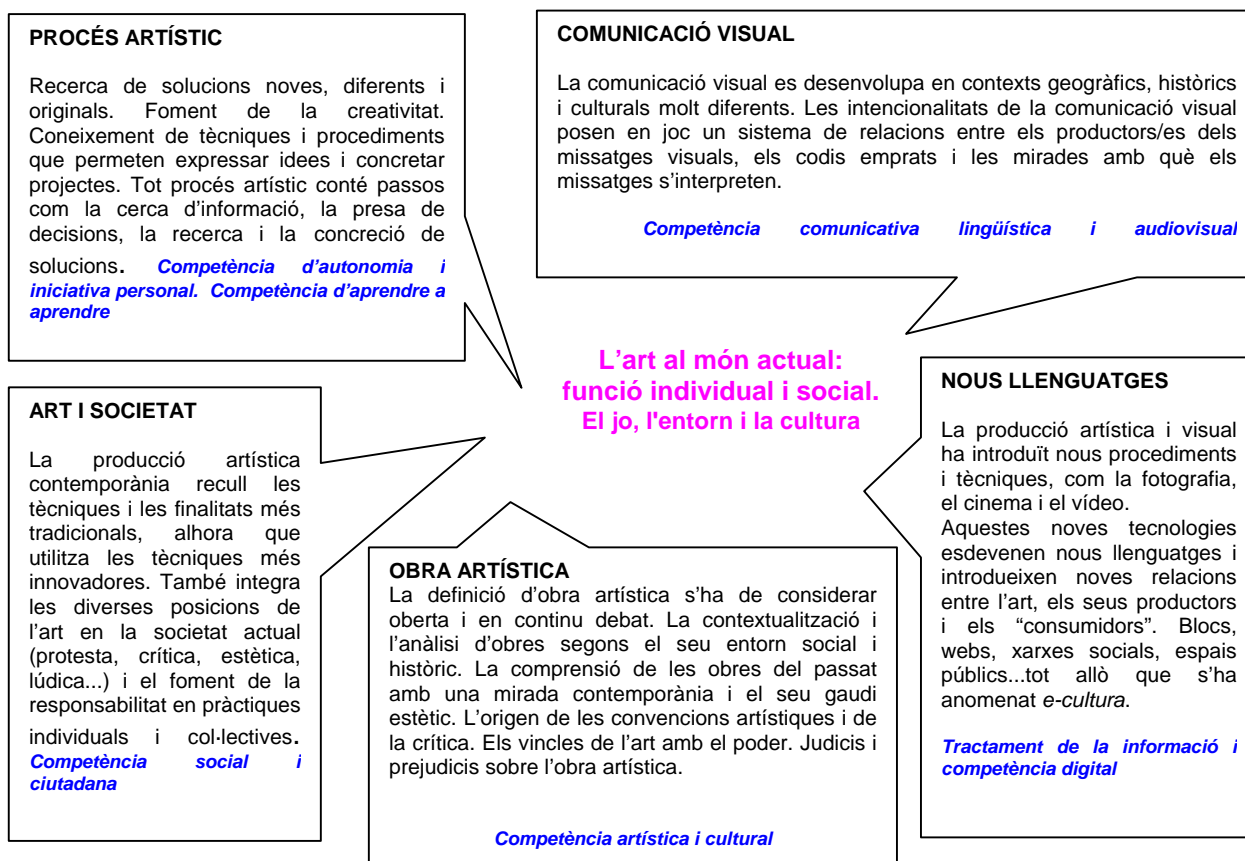 PROCÉS ARTÍSTIC
Recerca de solucions noves, diferents i
originals. Foment de la creativitat.
Coneixement de tècniques i procediments
que permeten expressar idees i concretar
projectes. Tot procés artístic conté passos
com la cerca d’informació, la presa de
decisions, la recerca i la concreció de
solucions. Competència d’autonomia i
iniciativa personal. Competència d’aprendre a
aprendre
COMUNICACIÓ VISUAL
La comunicació visual es desenvolupa en contexts geogràfics, històrics
i culturals molt diferents. Les intencionalitats de la comunicació visual
posen en joc un sistema de relacions entre els productors/es dels
missatges visuals, els codis emprats i les mirades amb què els
missatges s’interpreten.
Competència comunicativa lingüística i audiovisual
L’art al món actual:
funció individual i social.
El jo, l'entorn i la cultura
ART I SOCIETAT
La producció artística
contemporània recull les
tècniques i les finalitats més
tradicionals, alhora que
utilitza les tècniques més
innovadores. També integra
les diverses posicions de
l’art en la societat actual
(protesta, crítica, estètica,
lúdica...) i el foment de la
responsabilitat en pràctiques
individuals i col·lectives.
Competència social i
ciutadana
OBRA ARTÍSTICA
La definició d’obra artística s’ha de considerar
oberta i en continu debat. La contextualització i
l’anàlisi d’obres segons el seu entorn social i
històric. La comprensió de les obres del passat
amb una mirada contemporània i el seu gaudi
estètic. L’origen de les convencions artístiques i de
la crítica. Els vincles de l’art amb el poder. Judicis i
prejudicis sobre l’obra artística.
Competència artística i cultural
NOUS LLENGUATGES
La producció artística i visual
ha introduït nous procediments
i tècniques, com la fotografia,
el cinema i el vídeo.
Aquestes noves tecnologies
esdevenen nous llenguatges i
introdueixen noves relacions
entre l’art, els seus productors
i els “consumidors”. Blocs,
webs, xarxes socials, espais
públics...tot allò que s’ha
anomenat e-cultura.
Tractament de la informació i
competència digital